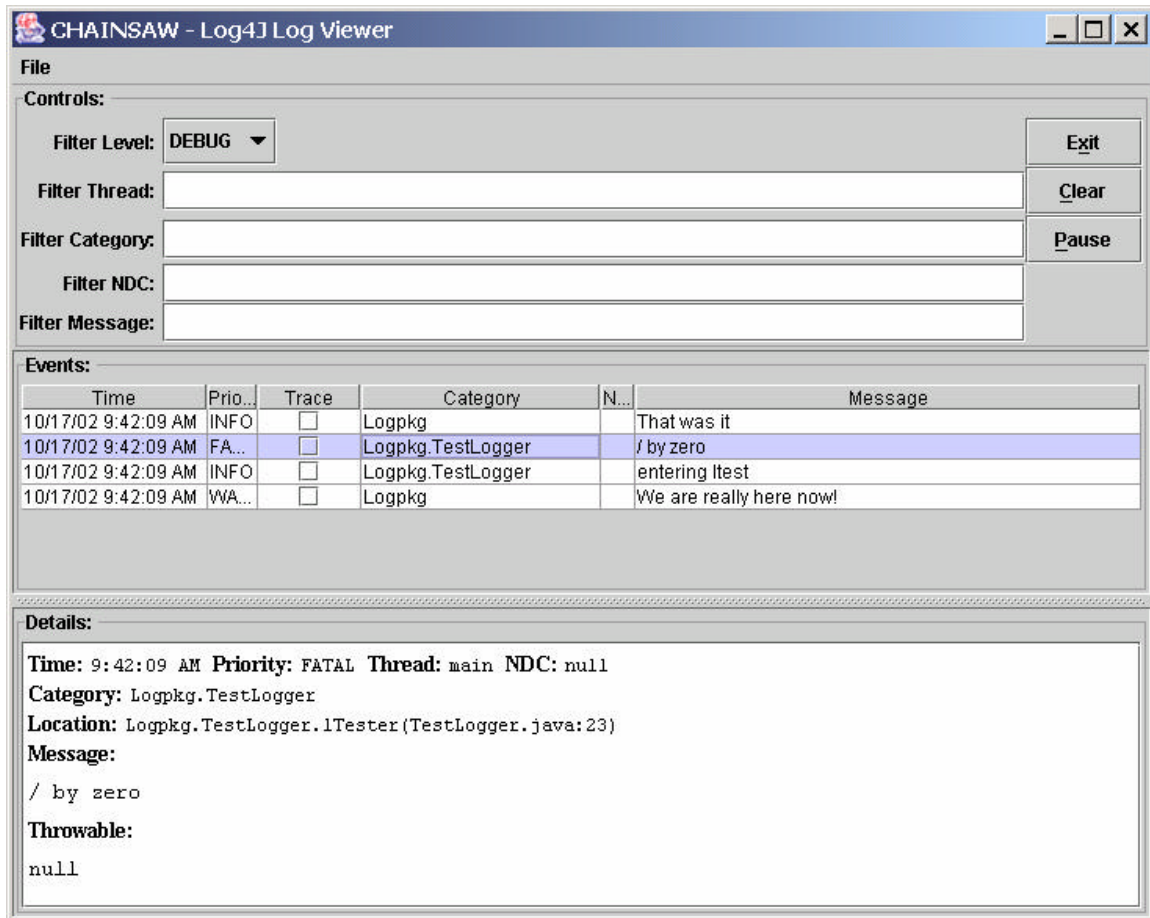 CHAINSAW - Log4J Log Viewer
File
Controls:
Filter Level: DEBUG Exit
Filter Thread: Clear
Filter Category: Pause
Filter NDC:
Filter Message:
Events:
Time Prio... Trace Category N... Message
10/17/02 9:42:09 AM INFO Logpkg That was it
10/17/02 9:42:09 AM FA... Logpkg.TestLogger / by zero
10/17/02 9:42:09 AM INFO Logpkg.TestLogger entering ltest
10/17/02 9:42:09 AM WA... Logpkg We are really here now!
Details:
Time: 9:42:09 AM Priority: FATAL Thread: main NDC: null
Category: Logpkg.TestLogger
Location: Logpkg.TestLogger.lTester(TestLogger.java:23)
Message:
/ by zero
Throwable:
null